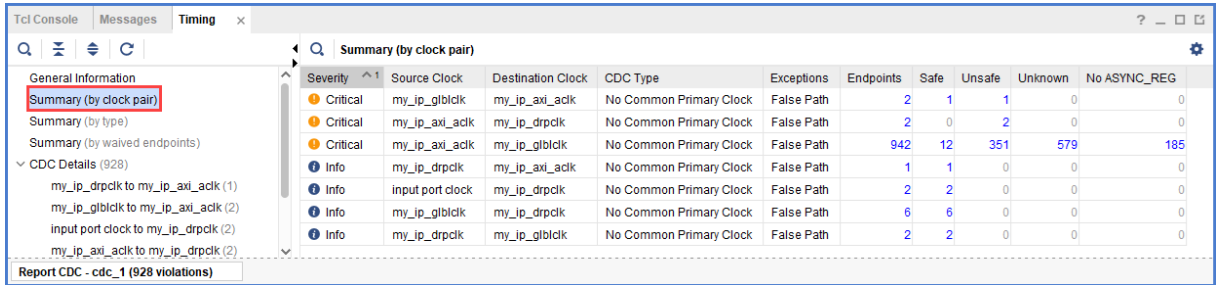 Tcl Console Messages Timing × ? _
Summary (by clock pair)
General Information
Summary (by clock pair)
Summary (by type)
Summary (by waived endpoints)
CDC Details (928)
my_ip_drpclk to my_ip_axi_aclk (1)
my_ip_glblclk to my_ip_axi_aclk (2)
input port clock to my_ip_drpclk (2)
my_ip_axi_aclk to my_ip_drpclk (2)
Severity ^1 Source Clock Destination Clock CDC Type Exceptions Endpoints Safe Unsafe Unknown No ASYNC_REG
Critical my_ip_glblclk my_ip_axi_aclk No Common Primary Clock False Path 2 1 1 0 0
Critical my_ip_axi_aclk my_ip_drpclk No Common Primary Clock False Path 2 0 2 0 0
Critical my_ip_axi_aclk my_ip_glblclk No Common Primary Clock False Path 942 12 351 579 185
Info my_ip_drpclk my_ip_axi_aclk No Common Primary Clock False Path 1 1 0 0 0
Info input port clock my_ip_drpclk No Common Primary Clock False Path 2 2 0 0 0
Info my_ip_glblclk my_ip_drpclk No Common Primary Clock False Path 6 6 0 0 0
Info my_ip_drpclk my_ip_glblclk No Common Primary Clock False Path 2 2 0 0 0
Report CDC - cdc_1 (928 violations)